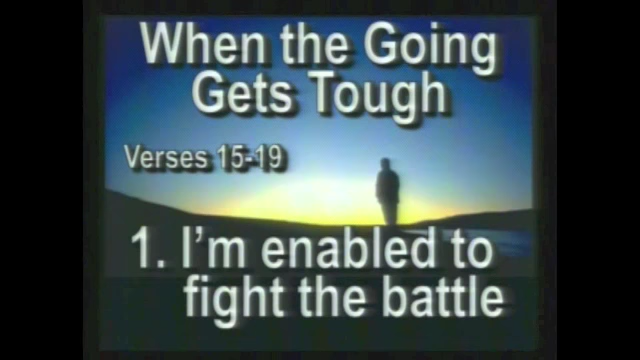 When the Going
Gets Tough
Verses 15-19
1. I'm enabled to
fight the battle